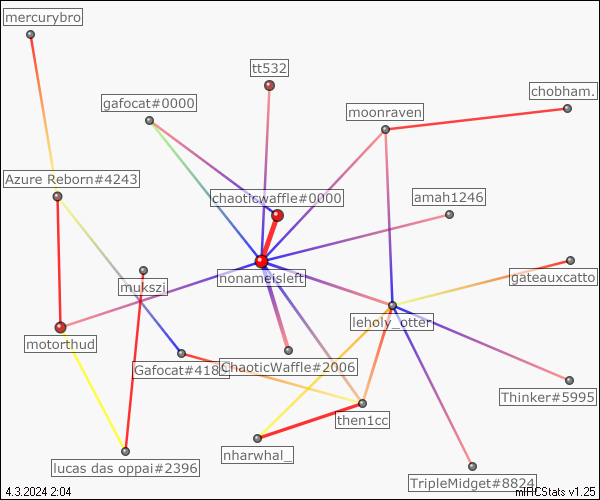 mercurybro
tt532
chobham.
gafocat#0000
moonraven
Azure Reborn#4243
chaoticwaffle#0000
amah1246
nonameisleft
gateauxcatto
mukszi
leholy_otter
motorthud
Gafocat#418
ChaoticWaffle#2006
Thinker#5995
then1cc
nharwhal_
lucas das oppai#2396
TripleMidget#8824
4.3.2024 2:04
mIRCStats v1.25